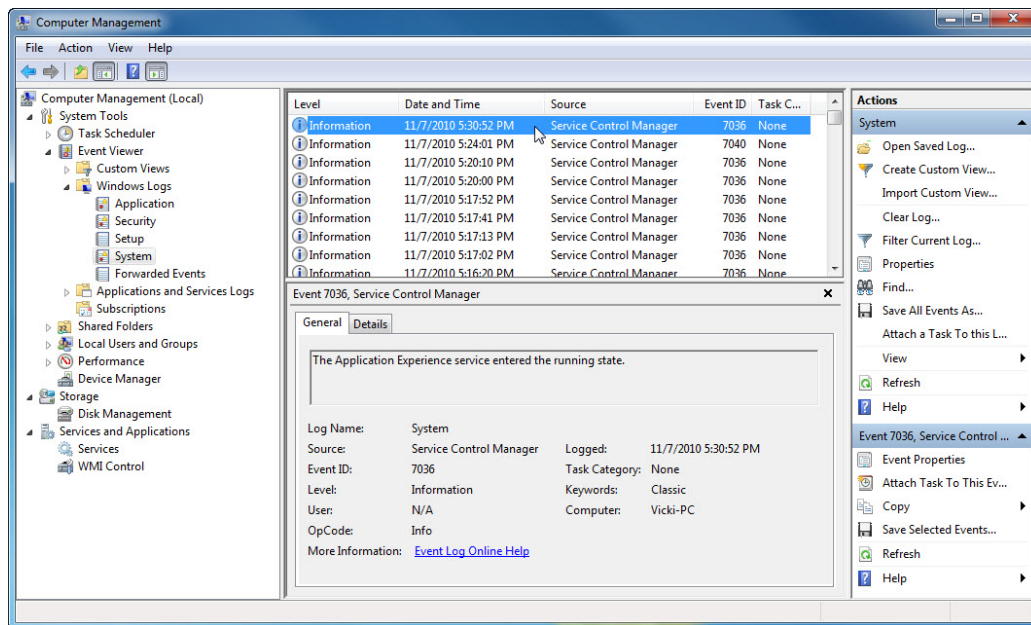 Computer Management
File Action View Help
Computer Management (Local)
System Tools
Task Scheduler
Event Viewer
Custom Views
Windows Logs
Application
Security
Setup
System
Forwarded Events
Applications and Services Logs
Subscriptions
Shared Folders
Local Users and Groups
Performance
Device Manager
Storage
Disk Management
Services and Applications
Services
WMI Control
Level Date and Time Source Event ID Task C...
Information 11/7/2010 5:30:52 PM Service Control Manager 7036 None
Information 11/7/2010 5:24:01 PM Service Control Manager 7040 None
Information 11/7/2010 5:20:10 PM Service Control Manager 7036 None
Information 11/7/2010 5:20:00 PM Service Control Manager 7036 None
Information 11/7/2010 5:17:52 PM Service Control Manager 7036 None
Information 11/7/2010 5:17:41 PM Service Control Manager 7036 None
Information 11/7/2010 5:17:13 PM Service Control Manager 7036 None
Information 11/7/2010 5:17:02 PM Service Control Manager 7036 None
Information 11/7/2010 5:16:20 PM Service Control Manager 7036 None
Event 7036, Service Control Manager
General Details
The Application Experience service entered the running state.
Log Name: System
Source: Service Control Manager Logged: 11/7/2010 5:30:52 PM
Event ID: 7036 Task Category: None
Level: Information Keywords: Classic
User: N/A Computer: Vicki-PC
OpCode: Info
More Information: Event Log Online Help
Actions
System
Open Saved Log...
Create Custom View...
Import Custom View...
Clear Log...
Filter Current Log...
Properties
Find...
Save All Events As...
Attach a Task To this L...
View
Refresh
Help
Event 7036, Service Control ...
Event Properties
Attach Task To This Ev...
Copy
Save Selected Events...
Refresh
Help